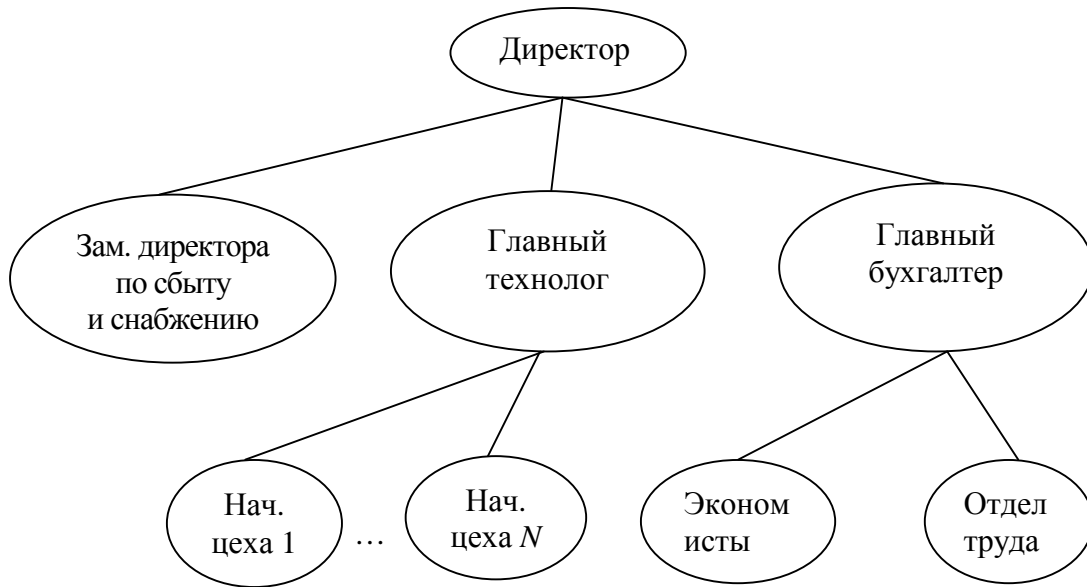 Директор
Зам. директора
по сбыту
и снабжению
Главный
технолог
Главный
бухгалтер
Нач.
цеха 1
…
Нач.
цеха N
Эконом
исты
Отдел
труда